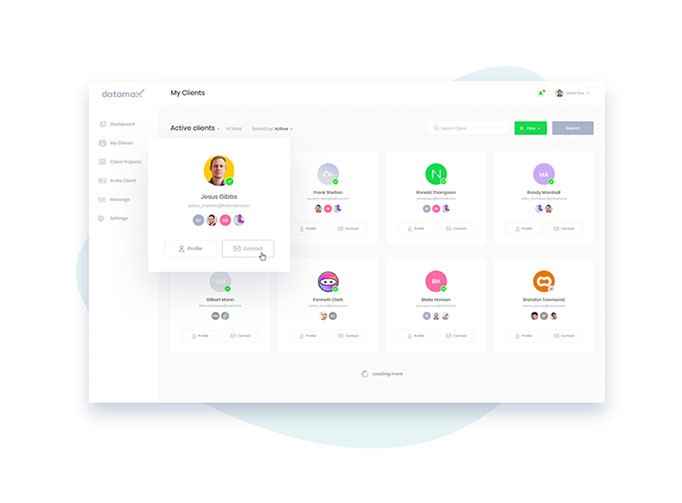 datamax
My Clients
Dashboard
My Clients
Client Projects
Invite Client
Message
Settings
Active clients
Total
Sorted by: Active
Search Client
Filter
Search
Jesus Gibbs
Profile
Contact
Frank Shelton
Profile
Contact
Ronald Thompson
Profile
Contact
MA
Randy Marshall
Profile
Contact
Gilbert Mann
Profile
Contact
Kenneth Clark
Profile
Contact
BH
Blake Hanson
Profile
Contact
Brandon Townsend
Profile
Contact
Loading more